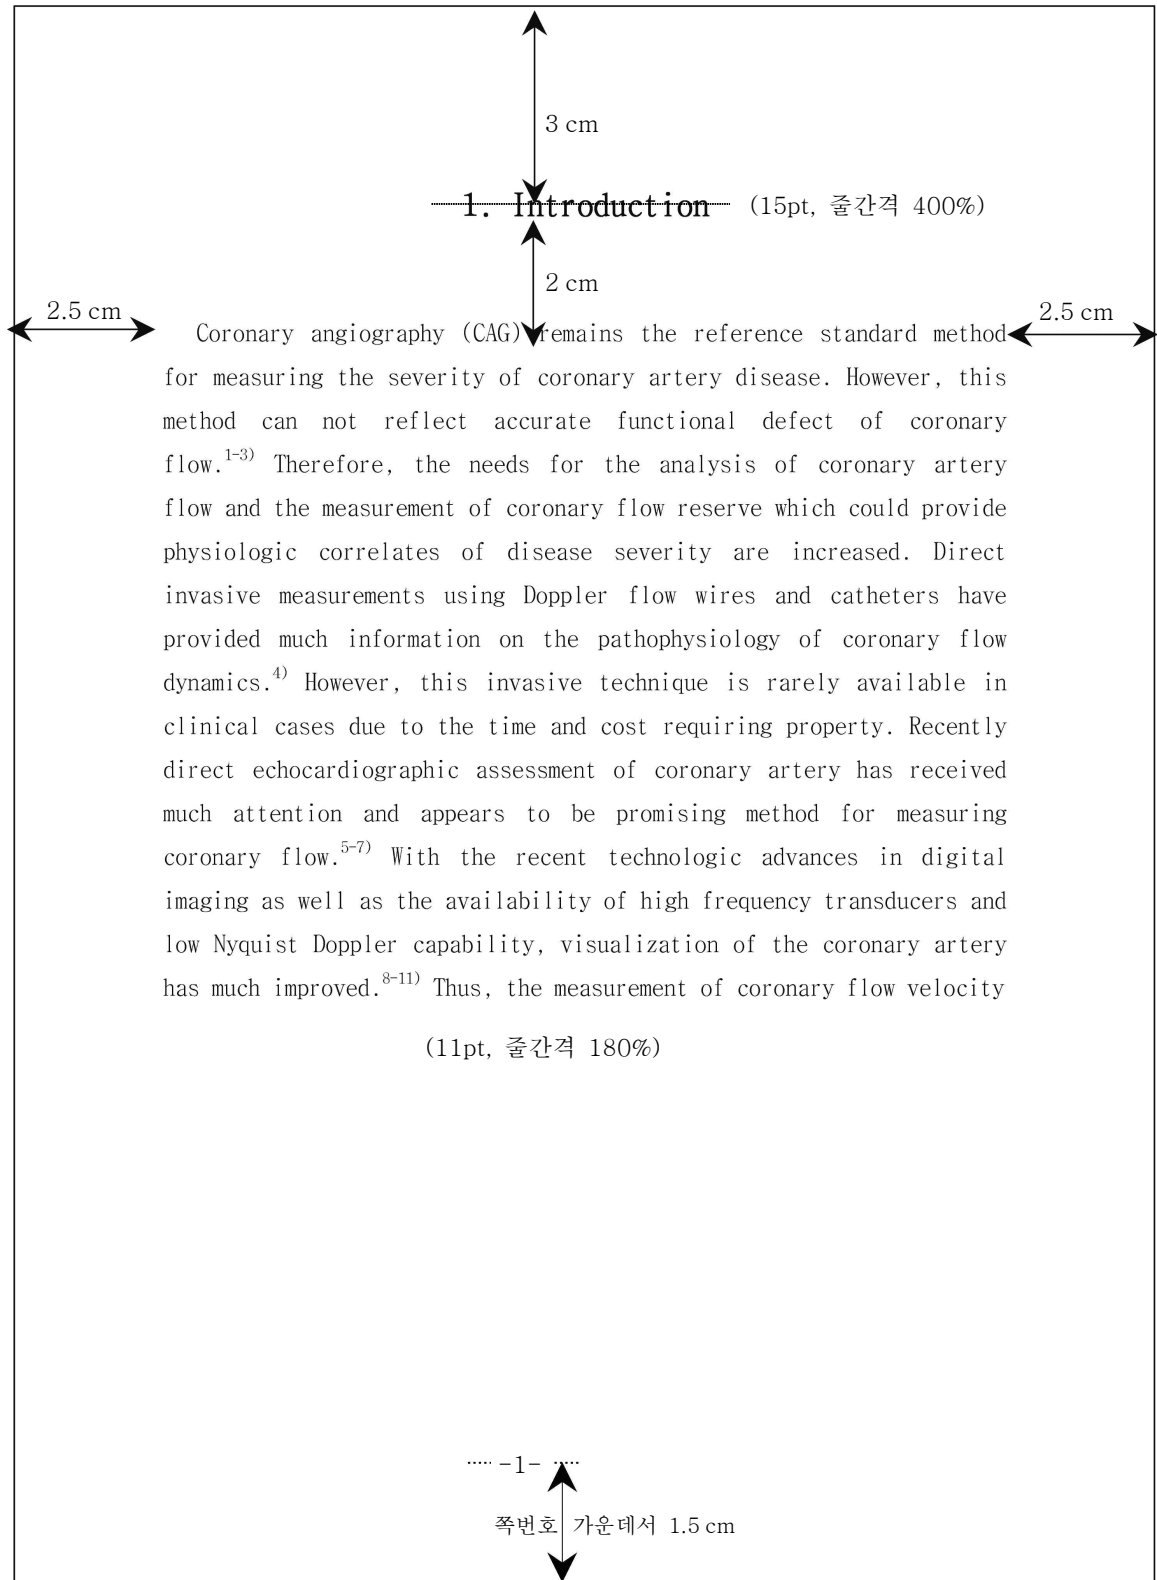 3 cm
1. Introduction (15pt, 줄간격 400%)
2 cm
2.5 cm
2.5 cm
Coronary angiography (CAG) remains the reference standard method
for measuring the severity of coronary artery disease. However, this
method can not reflect accurate functional defect of coronary
flow.1-3) Therefore, the needs for the analysis of coronary artery
flow and the measurement of coronary flow reserve which could provide
physiologic correlates of disease severity are increased. Direct
invasive measurements using Doppler flow wires and catheters have
provided much information on the pathophysiology of coronary flow
dynamics.4) However, this invasive technique is rarely available in
clinical cases due to the time and cost requiring property. Recently
direct echocardiographic assessment of coronary artery has received
much attention and appears to be promising method for measuring
coronary flow.5-7) With the recent technologic advances in digital
imaging as well as the availability of high frequency transducers and
low Nyquist Doppler capability, visualization of the coronary artery
has much improved.8-11) Thus, the measurement of coronary flow velocity
(11pt, 줄간격 180%)
-1-
쪽번호 가운데서 1.5 cm